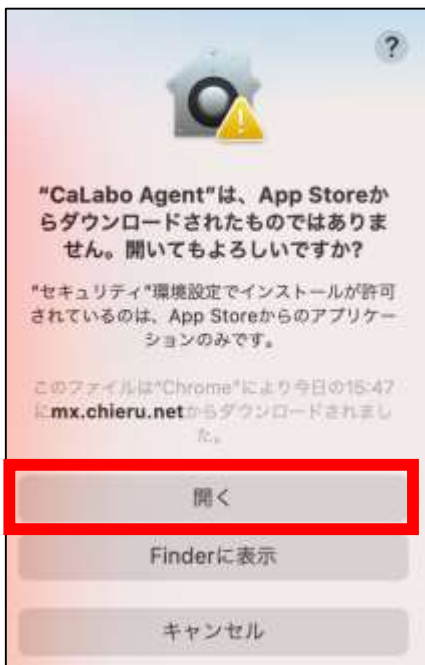 ?
"CaLabo Agent"は、App Storeか
らダウンロードされたものではありま
せん。開いてもよろしいですか?
"セキュリティ"環境設定でインストールが許可
されているのは、App Storeからのアプリケー
ションのみです。
このファイルは"Chrome"により今日の15:47
にmx.chieru.netからダウンロードされまし
た。
開く
Finderに表示
キャンセル